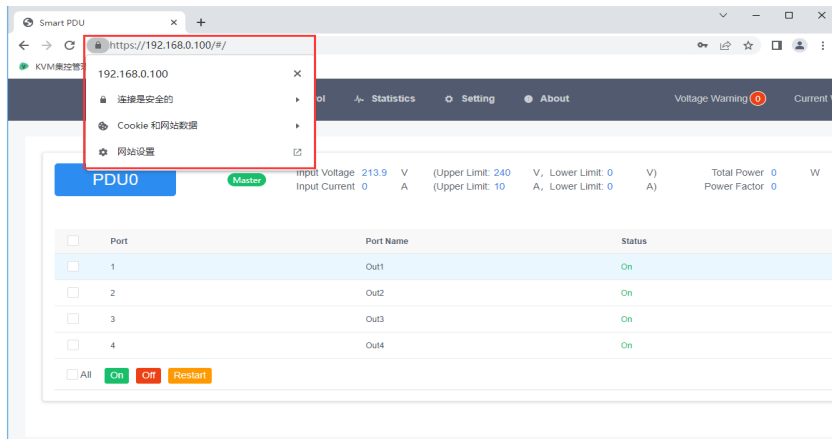 Smart PDU
https://192.168.0.100/#/
KVM集控管
192.168.0.100
连接是安全的
Cookie 和网站数据
网站设置
Statistics
Setting
About
Voltage Warning 0
Current
PDU0
Master
Input Voltage 213.9 V (Upper Limit: 240 V, Lower Limit: 0 V) Total Power 0 W
Input Current 0 A (Upper Limit: 10 A, Lower Limit: 0 A) Power Factor 0
Port Port Name Status
1 Out1 On
2 Out2 On
3 Out3 On
4 Out4 On
All On Off Restart